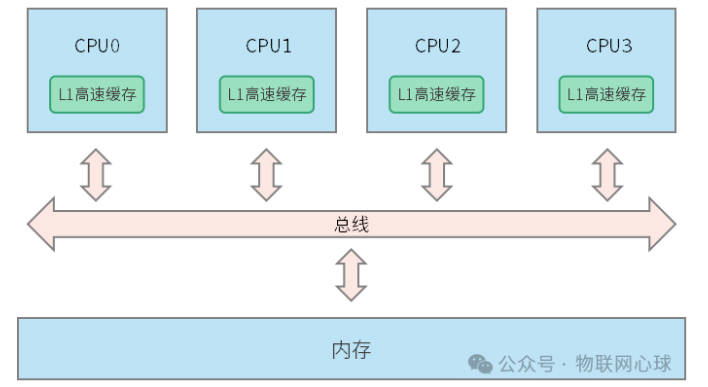 CPU0
CPU1
CPU2
CPU3
L1高速缓存
L1高速缓存
L1高速缓存
L1高速缓存
总线
内存
公众号 · 物联网心球